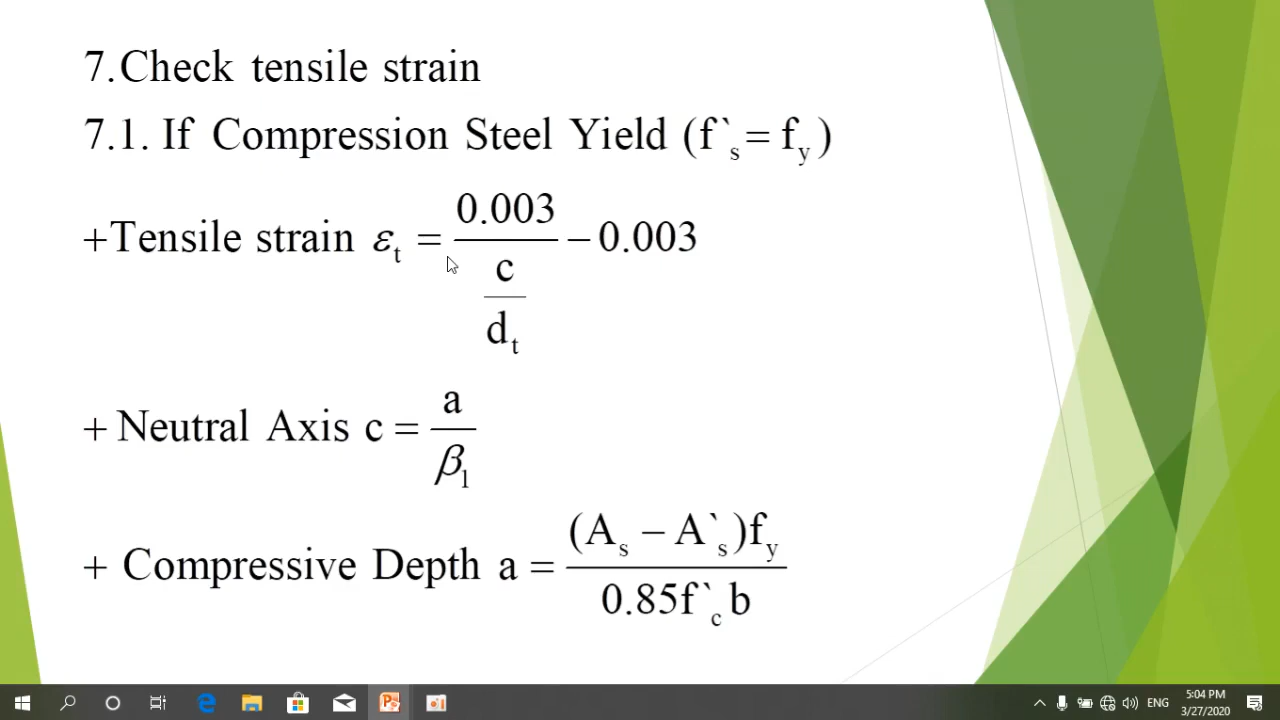 7. Check tensile strain
7.1. If Compression Steel Yield (f`s = fy)
+Tensile strain εt = 0.003 / (c / dt) − 0.003
+ Neutral Axis c = a / β1
+ Compressive Depth a = (As − A`s)fy / 0.85f`c b
ENG
5:04 PM
3/27/2020